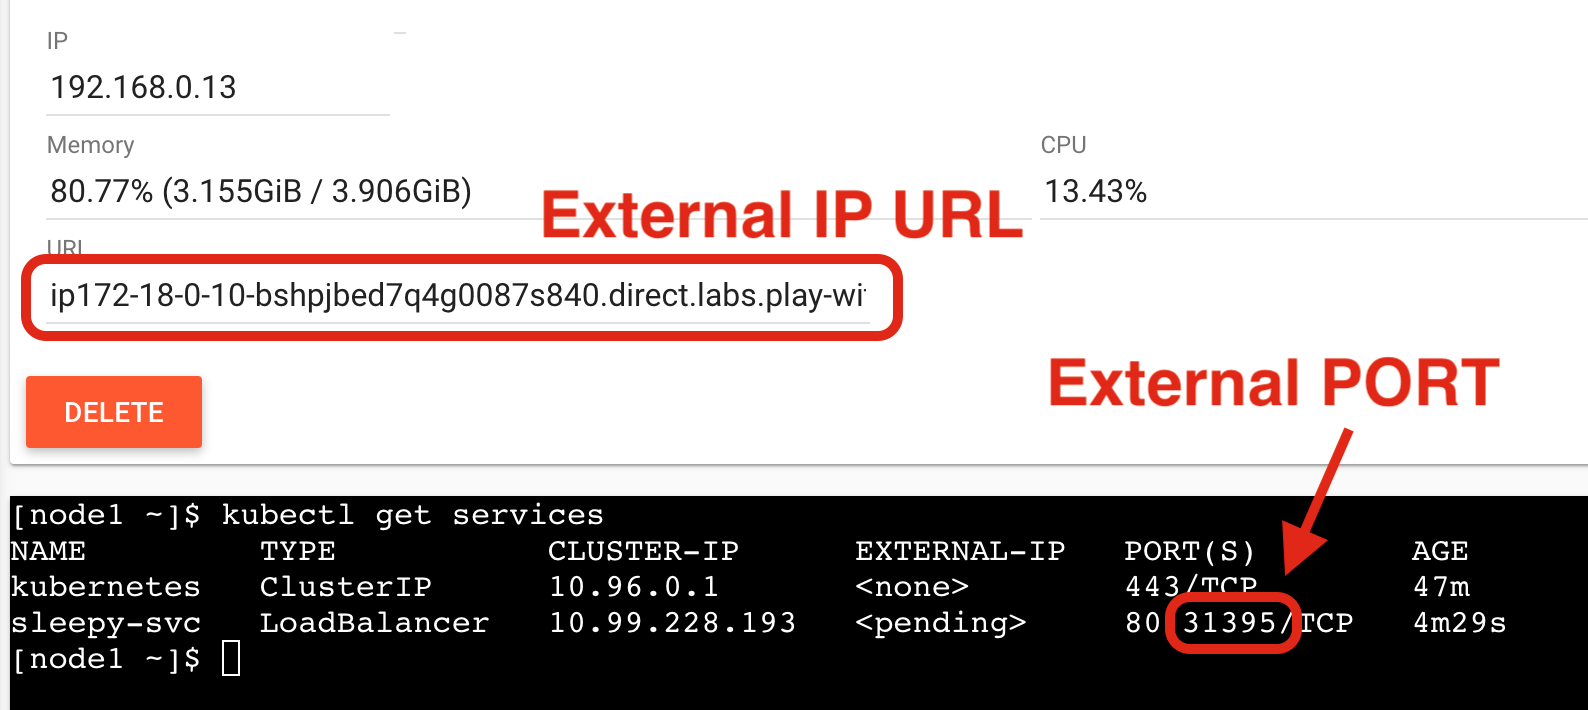 IP
192.168.0.13
Memory
CPU
80.77% (3.155GiB / 3.906GiB)
13.43%
External IP URL
URL
ip172-18-0-10-bshpjbed7q4g0087s840.direct.labs.play-wi
External PORT
DELETE
[node1 ~]$ kubectl get services
NAME TYPE CLUSTER-IP EXTERNAL-IP PORT(S) AGE
kubernetes ClusterIP 10.96.0.1 <none> 443/TCP 47m
sleepy-svc LoadBalancer 10.99.228.193 <pending> 80 31395/TCP 4m29s
[node1 ~]$